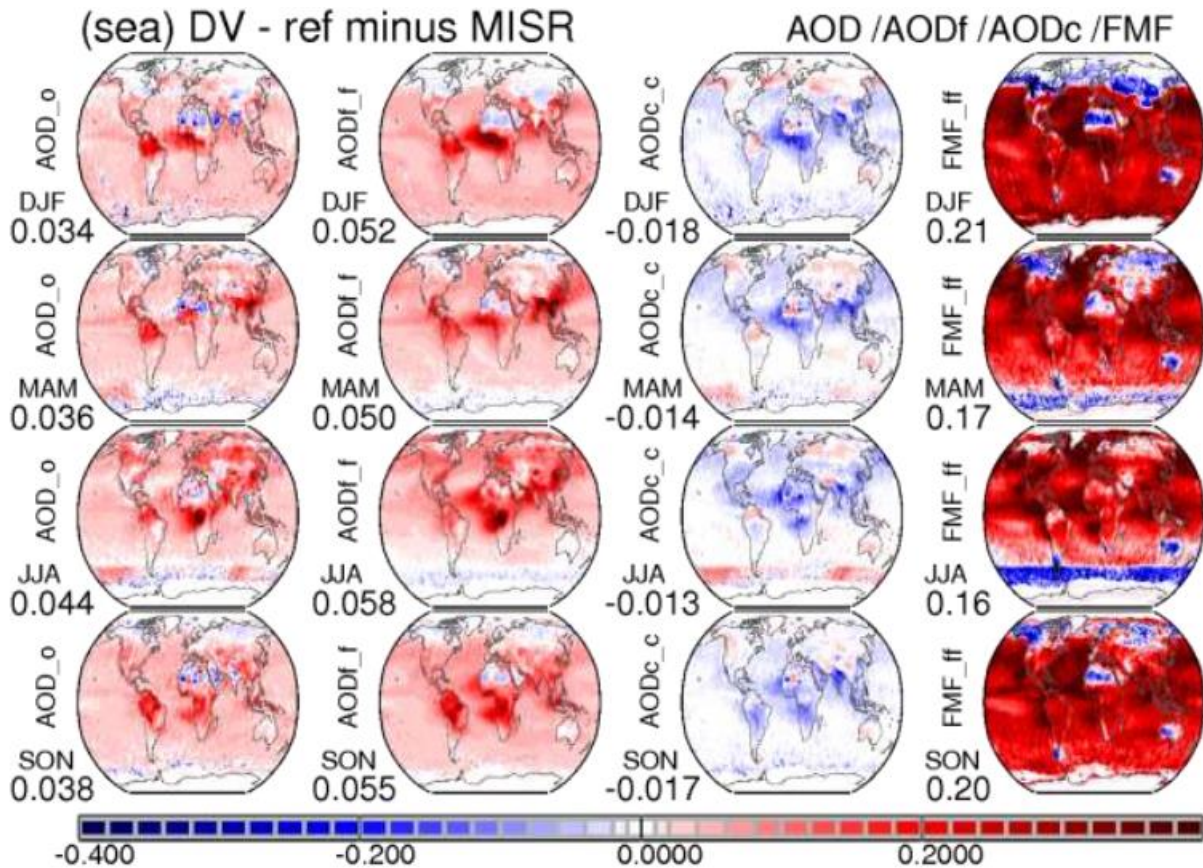 (sea) DV - ref minus MISR AOD /AODf /AODc /FMF
AOD_o AODf_f AODc_c FMF_ff
DJF DJF DJF DJF
0.034 0.052 -0.018 0.21
AOD_o AODf_f AODc_c FMF_ff
MAM MAM MAM MAM
0.036 0.050 -0.014 0.17
AOD_o AODf_f AODc_c FMF_ff
JJA JJA JJA JJA
0.044 0.058 -0.013 0.16
AOD_o AODf_f AODc_c FMF_ff
SON SON SON SON
0.038 0.055 -0.017 0.20
-0.400 -0.200 0.0000 0.2000